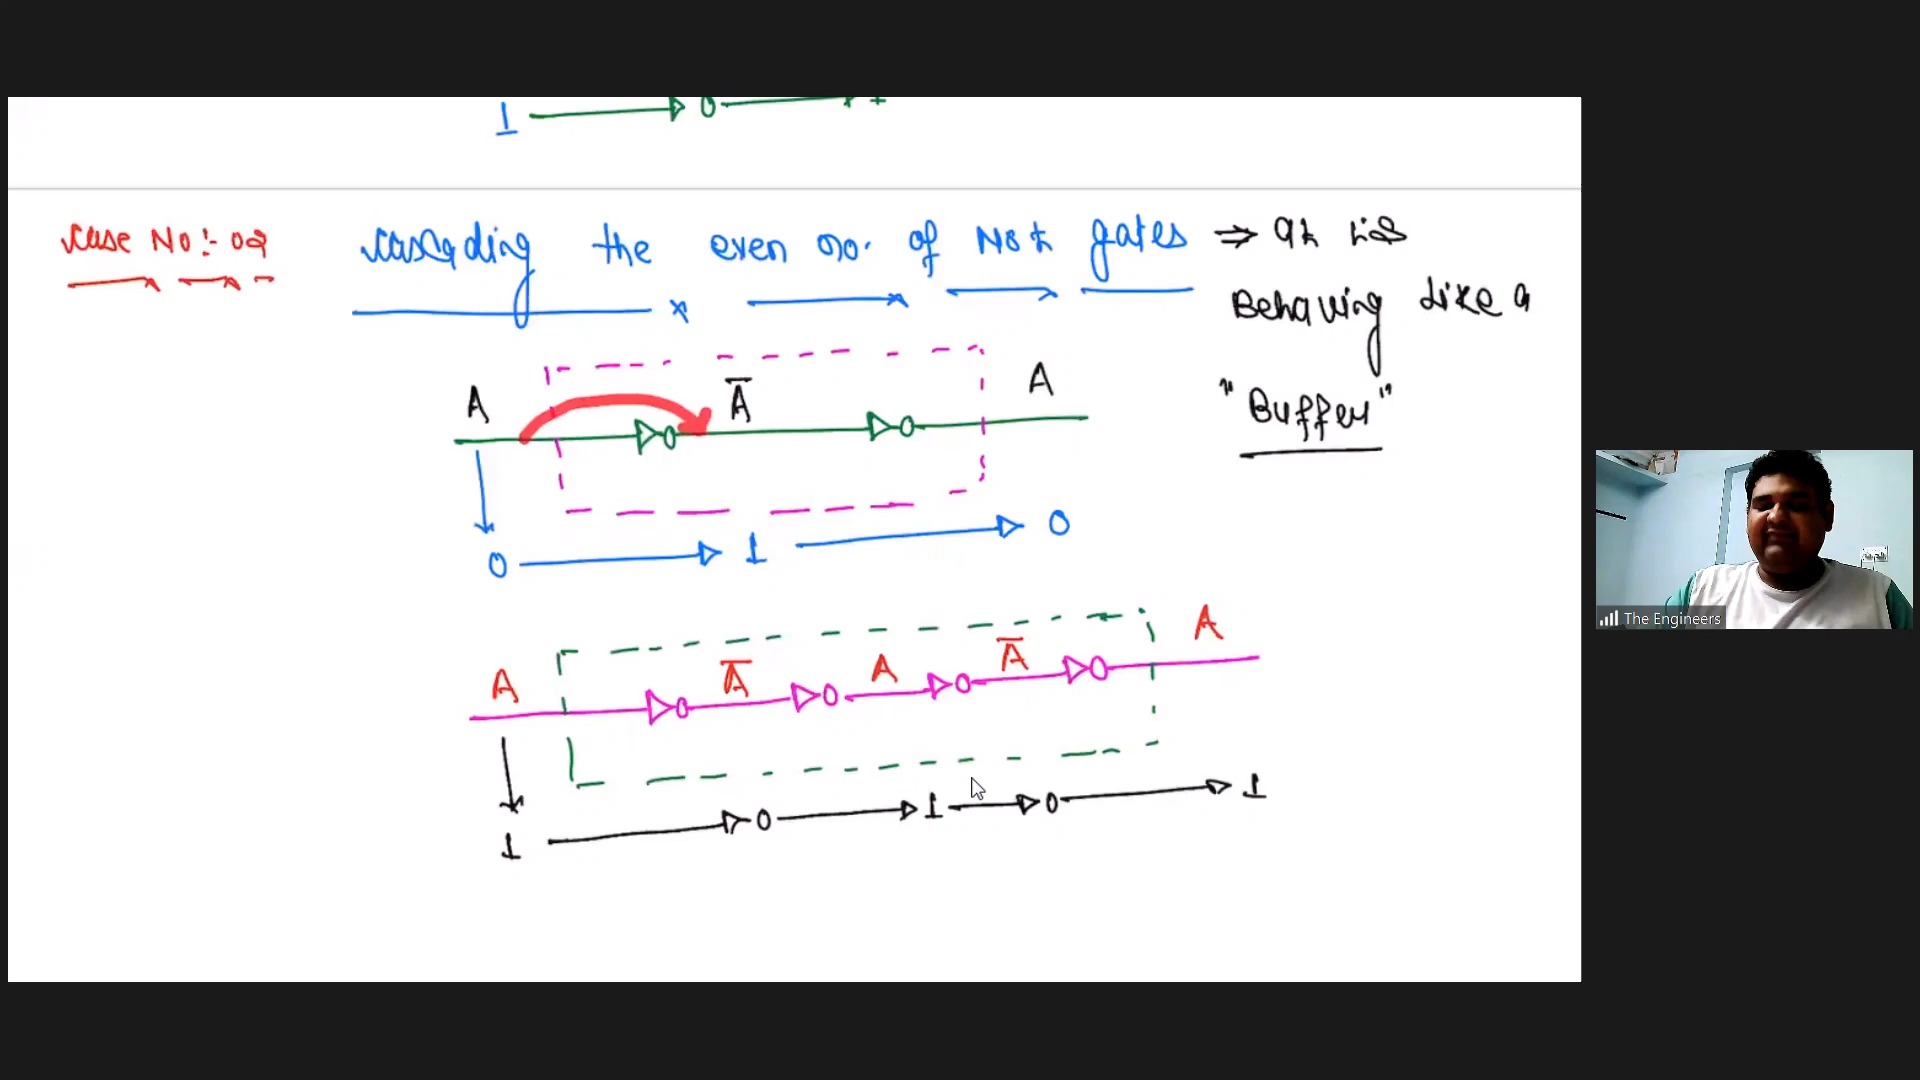 1 0
Case No:- 02 cascading the even no. of Not gates ⇒ It is
Behaving like a
"Buffer"
A A̅ A
0 1 0
A A̅ A A̅ A
1 0 1 0 1
The Engineers